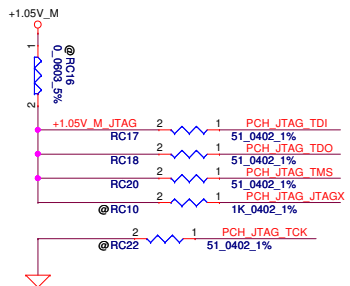 +1.05V_M
1
@RC16
0_0603_5%
2
+1.05V_M_JTAG 2 1 PCH_JTAG_TDI
RC17 51_0402_1%
2 1 PCH_JTAG_TDO
RC18 51_0402_1%
2 1 PCH_JTAG_TMS
RC20 51_0402_1%
2 1 PCH_JTAG_JTAGX
@RC10 1K_0402_1%
2 1 PCH_JTAG_TCK
@RC22 51_0402_1%